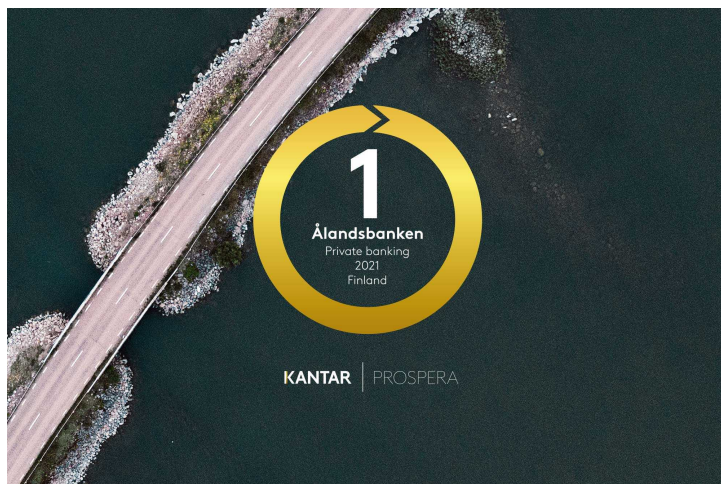 1
Ålandsbanken
Private banking
2021
Finland
KANTAR | PROSPERA